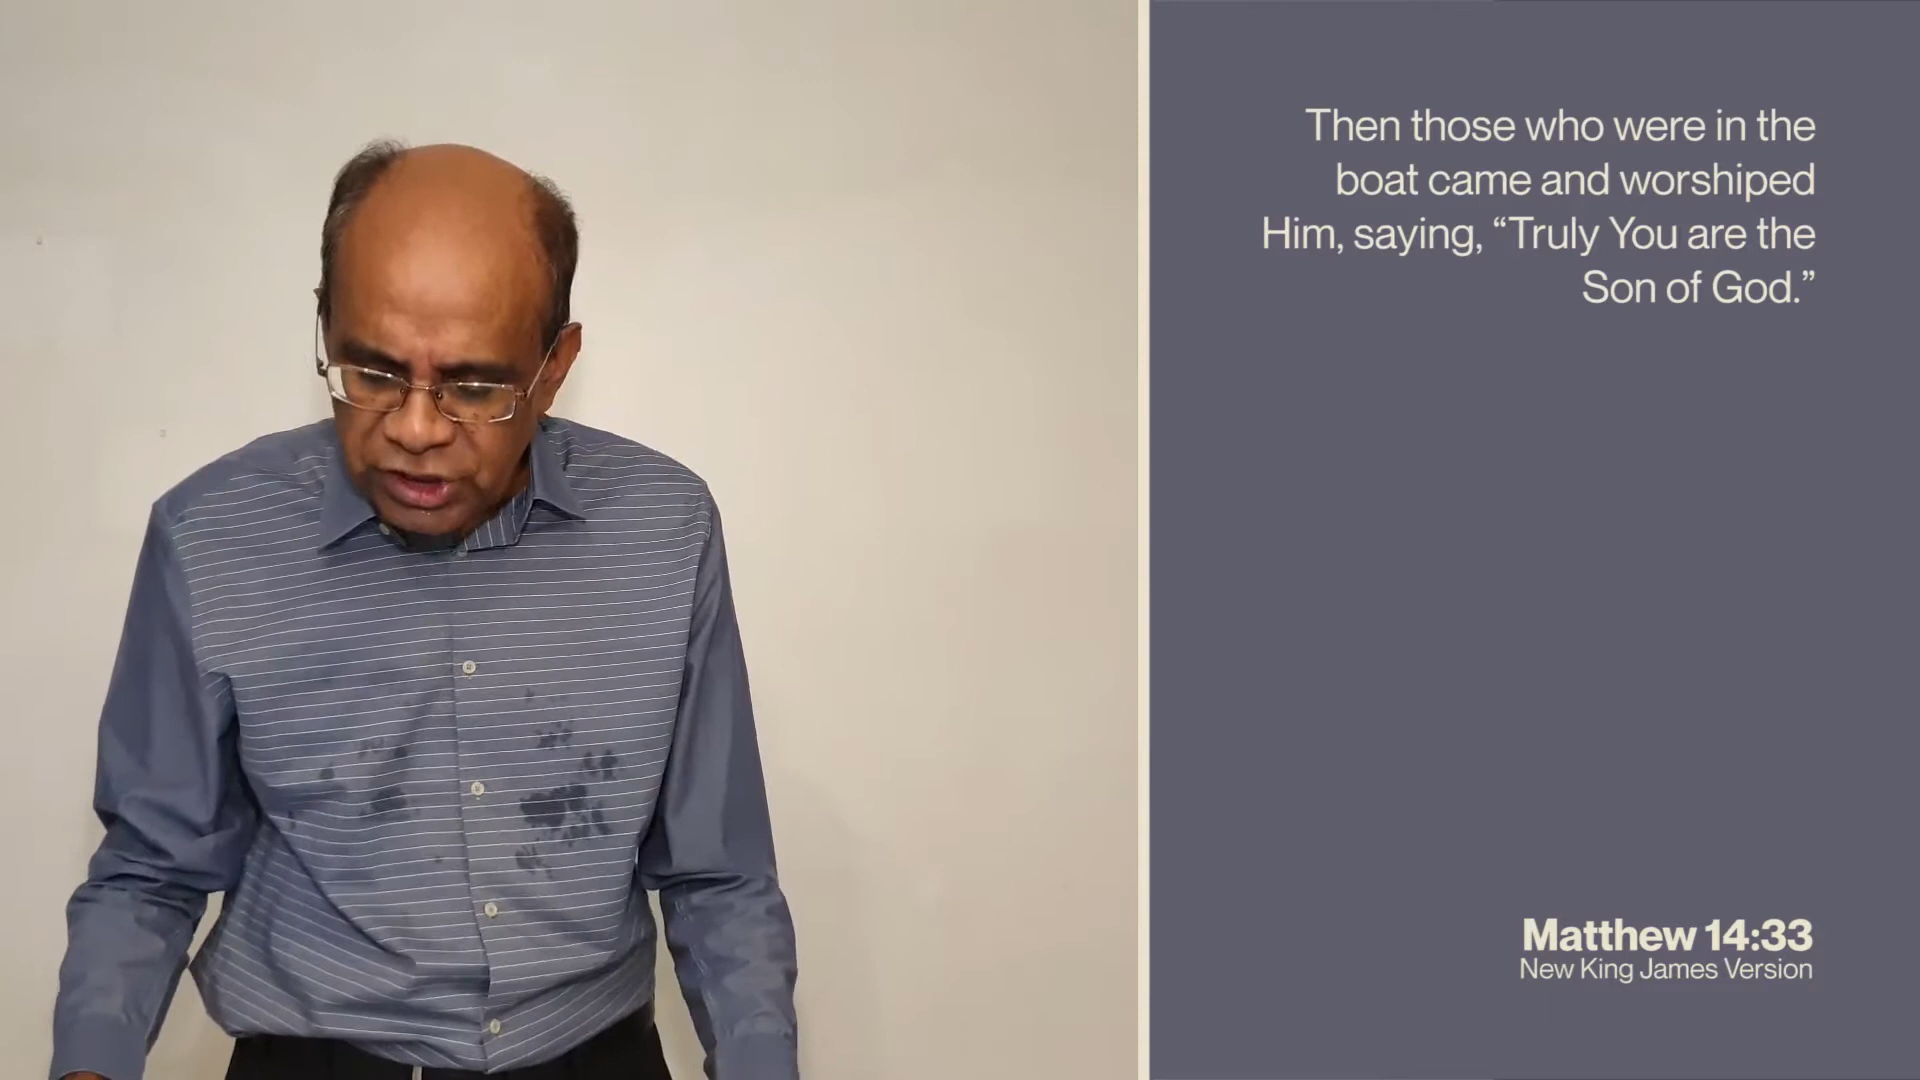 Then those who were in the
boat came and worshiped
Him, saying, “Truly You are the
Son of God.”
Matthew 14:33
New King James Version